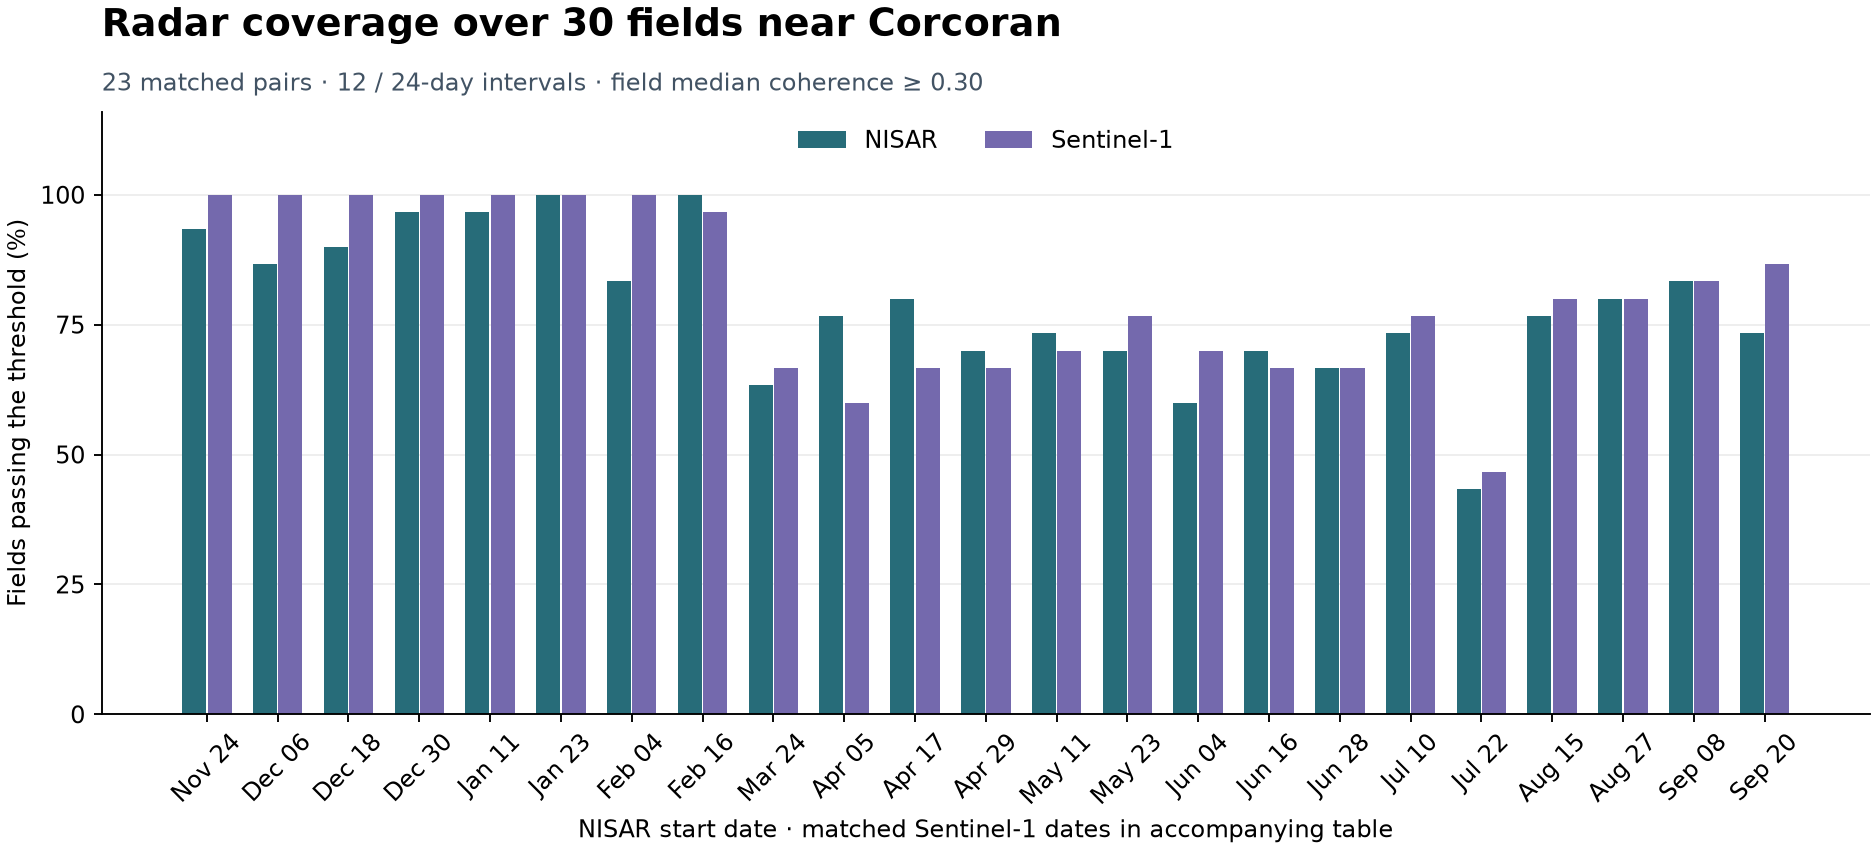 Radar coverage over 30 fields near Corcoran
23 matched pairs · 12 / 24-day intervals · field median coherence ≥ 0.30
NISAR
Sentinel-1
Fields passing the threshold (%)
100
75
50
25
0
Nov 24
Dec 06
Dec 18
Dec 30
Jan 11
Jan 23
Feb 04
Feb 16
Mar 24
Apr 05
Apr 17
Apr 29
May 11
May 23
Jun 04
Jun 16
Jun 28
Jul 10
Jul 22
Aug 15
Aug 27
Sep 08
Sep 20
NISAR start date · matched Sentinel-1 dates in accompanying table